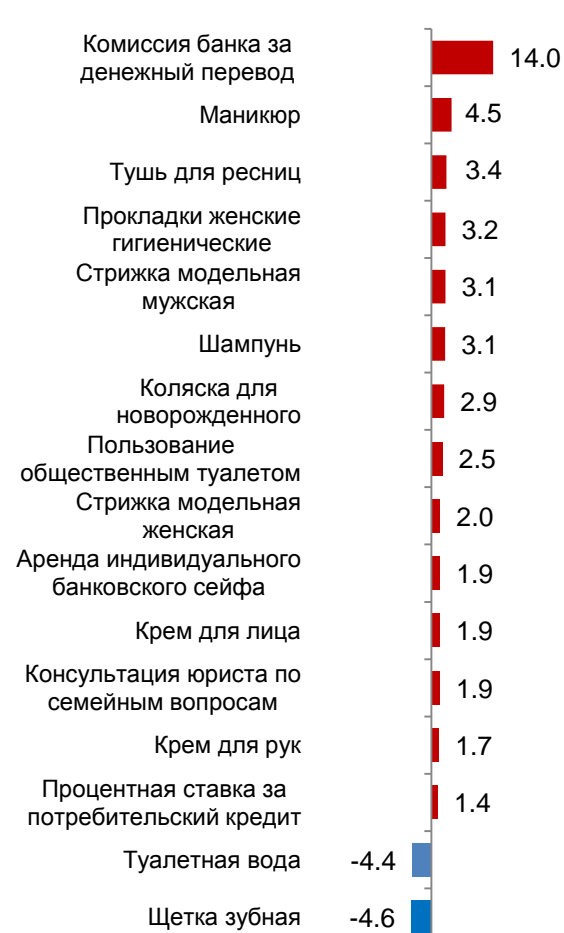 Комиссия банка за
денежный перевод
14.0
Маникюр
4.5
Тушь для ресниц
3.4
Прокладки женские
гигиенические
3.2
Стрижка модельная
мужская
3.1
Шампунь
3.1
Коляска для
новорожденного
2.9
Пользование
общественным туалетом
2.5
Стрижка модельная
женская
2.0
Аренда индивидуального
банковского сейфа
1.9
Крем для лица
1.9
Консультация юриста по
семейным вопросам
1.9
Крем для рук
1.7
Процентная ставка за
потребительский кредит
1.4
Туалетная вода
-4.4
Щетка зубная
-4.6